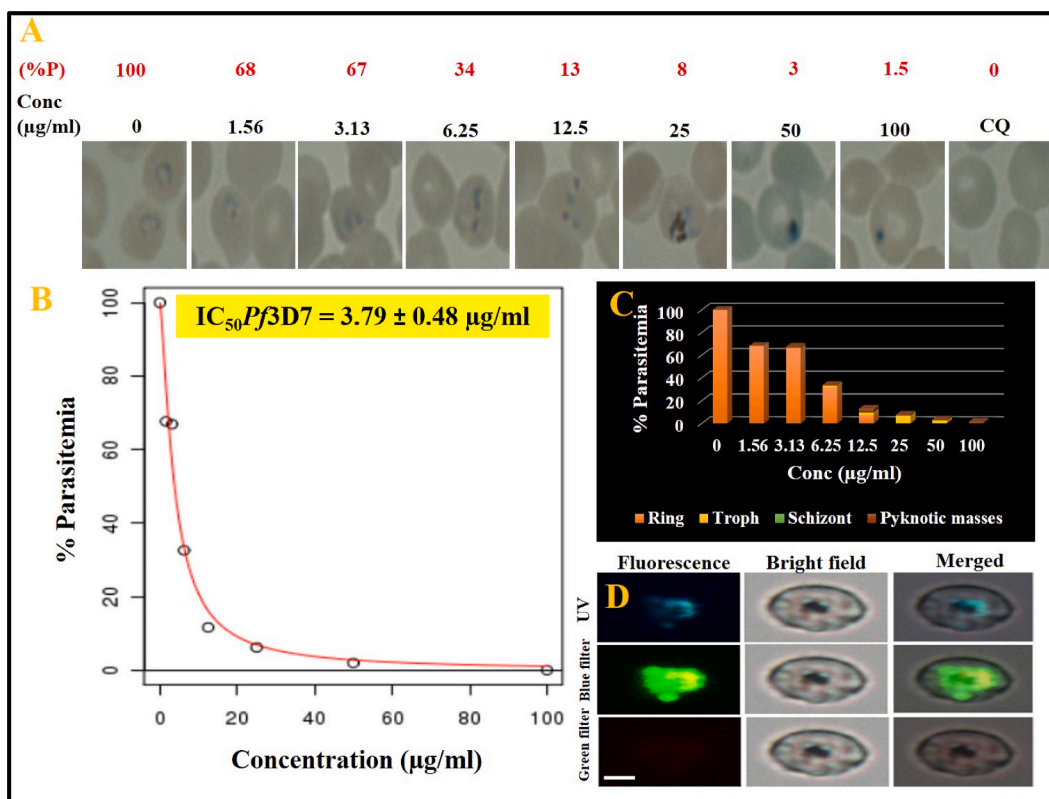 A
(%P) 100 68 67 34 13 8 3 1.5 0
Conc
(µg/ml) 0 1.56 3.13 6.25 12.5 25 50 100 CQ
B
IC50Pf3D7 = 3.79 ± 0.48 µg/ml
% Parasitemia
100
80
60
40
20
0
0 20 40 60 80 100
Concentration (µg/ml)
C
% Parasitemia
100
80
60
40
20
0
0 1.56 3.13 6.25 12.5 25 50 100
Conc (µg/ml)
Ring Troph Schizont Pyknotic masses
Fluorescence Bright field Merged
D
UV
Blue filter
Green filter